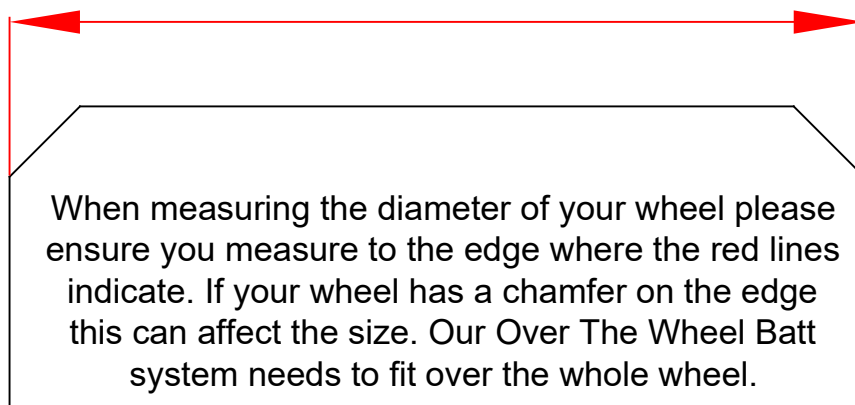 When measuring the diameter of your wheel please
ensure you measure to the edge where the red lines
indicate. If your wheel has a chamfer on the edge
this can affect the size. Our Over The Wheel Batt
system needs to fit over the whole wheel.